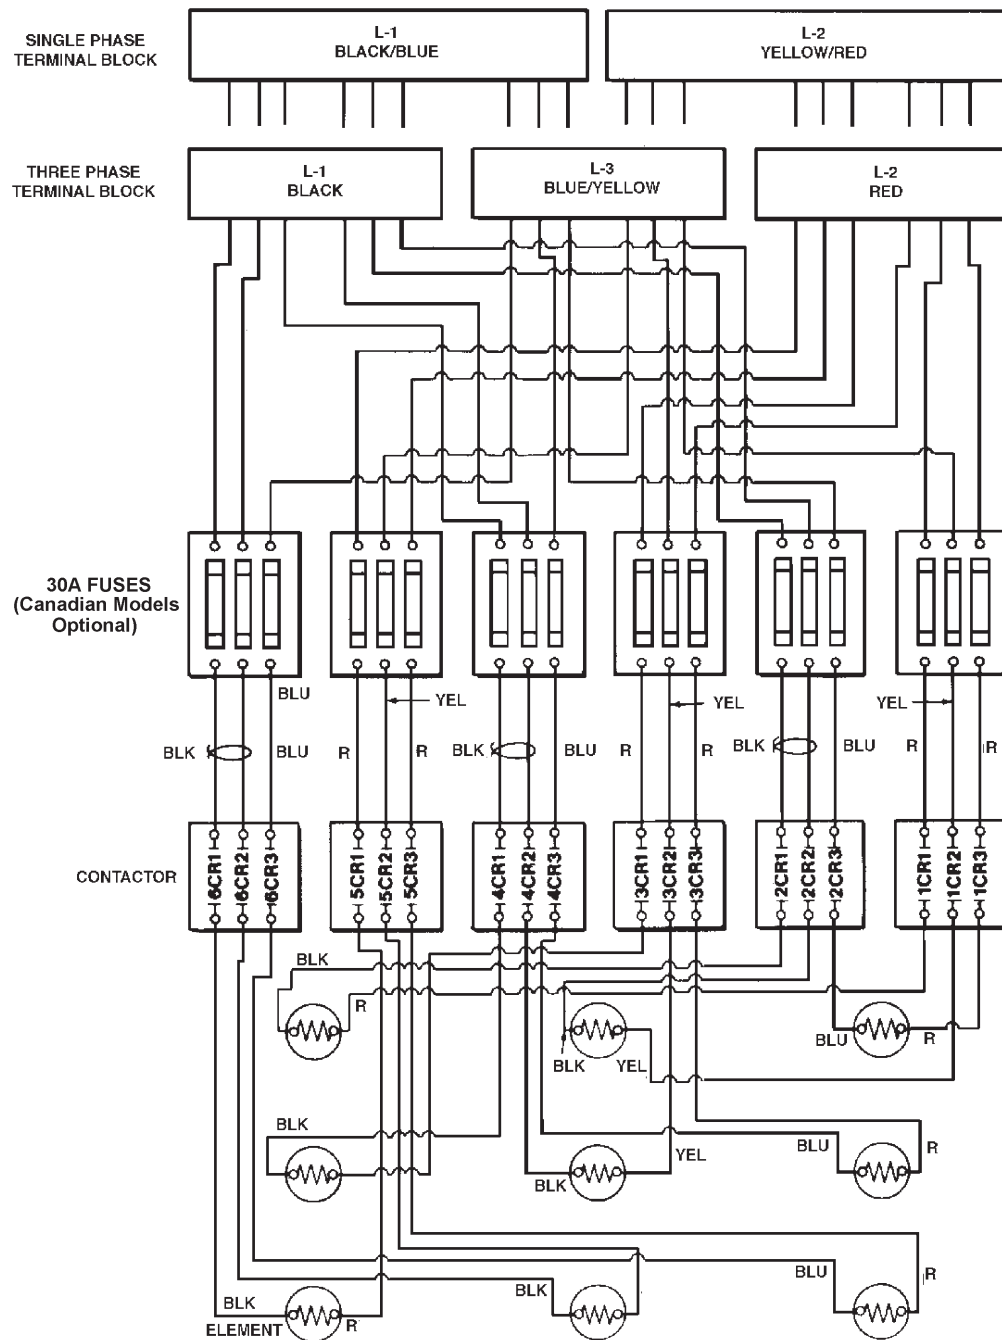 SINGLE PHASE
TERMINAL BLOCK
L-1
BLACK/BLUE
L-2
YELLOW/RED
THREE PHASE
TERMINAL BLOCK
L-1
BLACK
L-3
BLUE/YELLOW
L-2
RED
30A FUSES
(Canadian Models
Optional)
BLU
YEL
YEL
YEL
BLK
BLU
R
R
BLK
BLU
R
R
BLK
BLU
R
R
CONTACTOR
6CR1
6CR2
6CR3
5CR1
5CR2
5CR3
4CR1
4CR2
4CR3
3CR1
3CR2
3CR3
2CR1
2CR2
2CR3
1CR1
1CR2
1CR3
BLK
R
BLK
YEL
BLU
R
BLK
BLK
YEL
BLU
R
BLK
R
BLK
BLU
R
ELEMENT